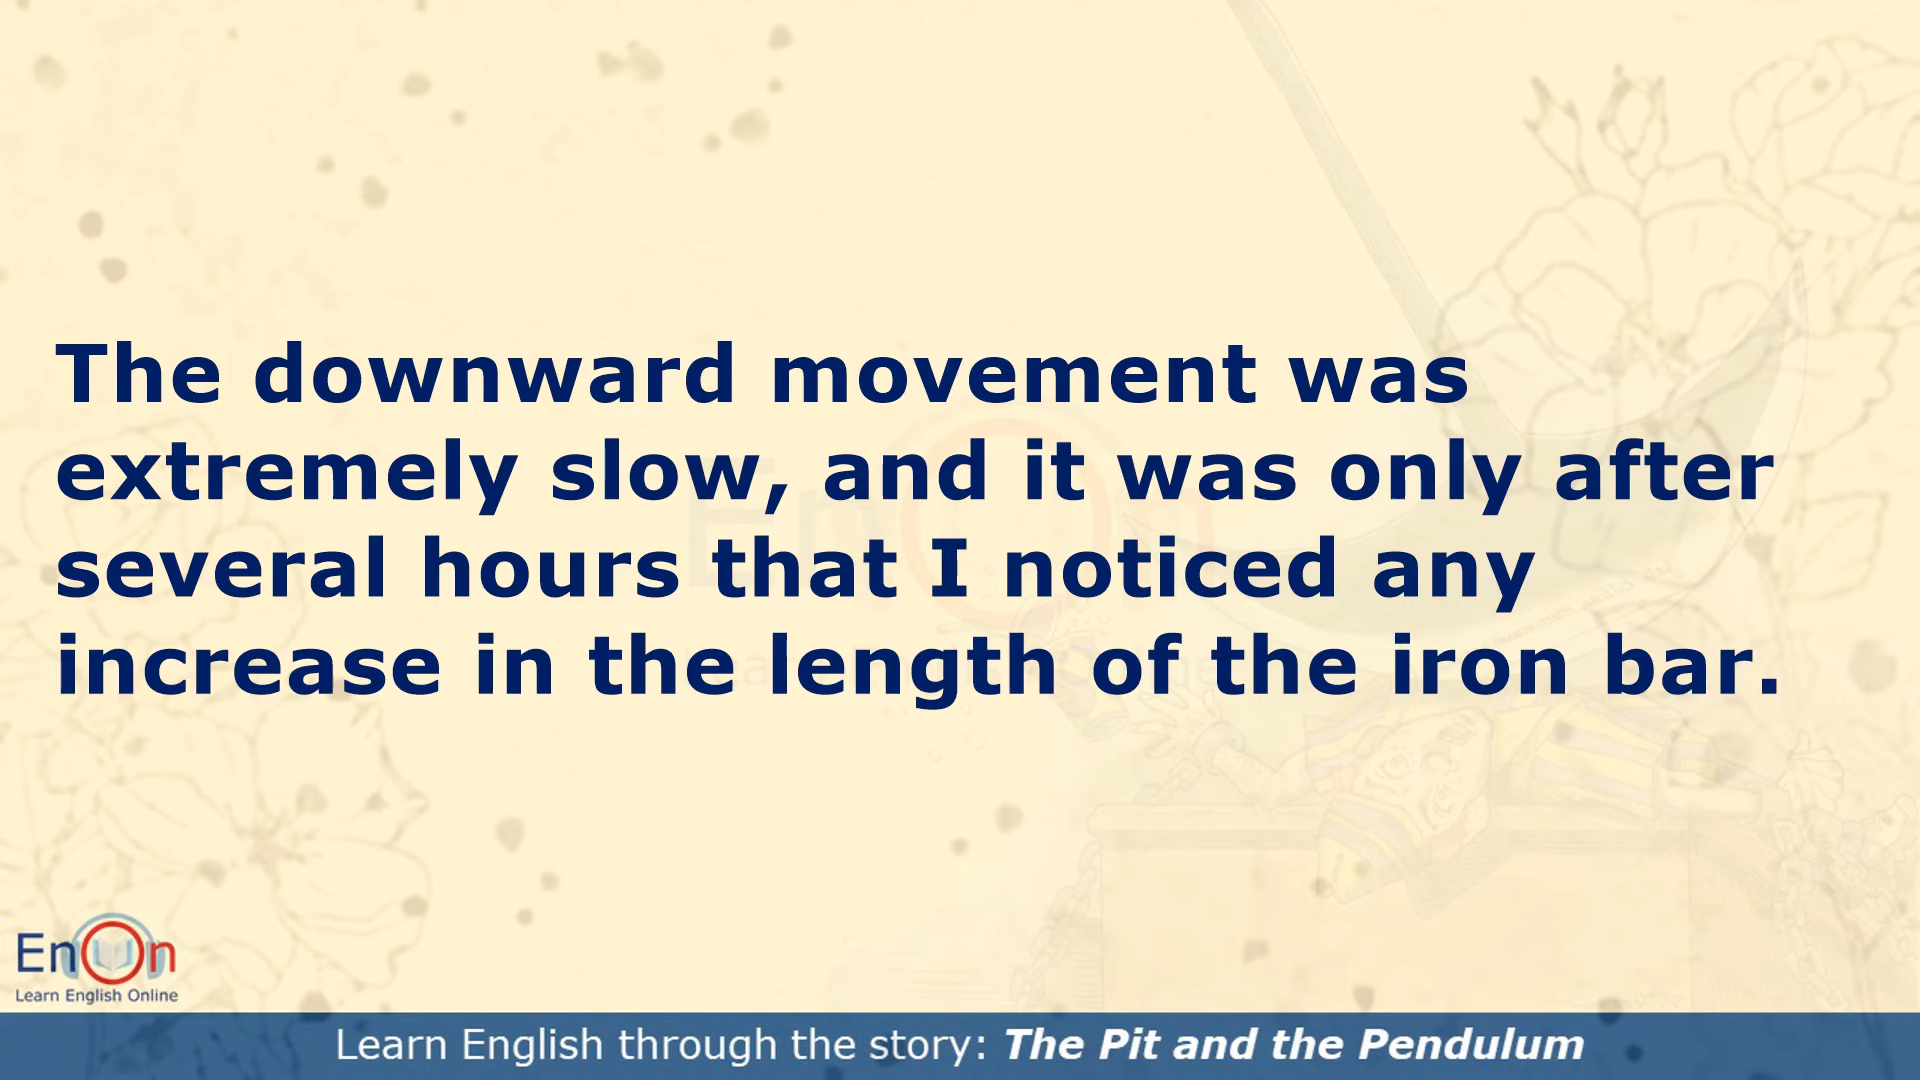 The downward movement was
extremely slow, and it was only after
several hours that I noticed any
increase in the length of the iron bar.
EnOn
Learn English Online
Learn English through the story: The Pit and the Pendulum